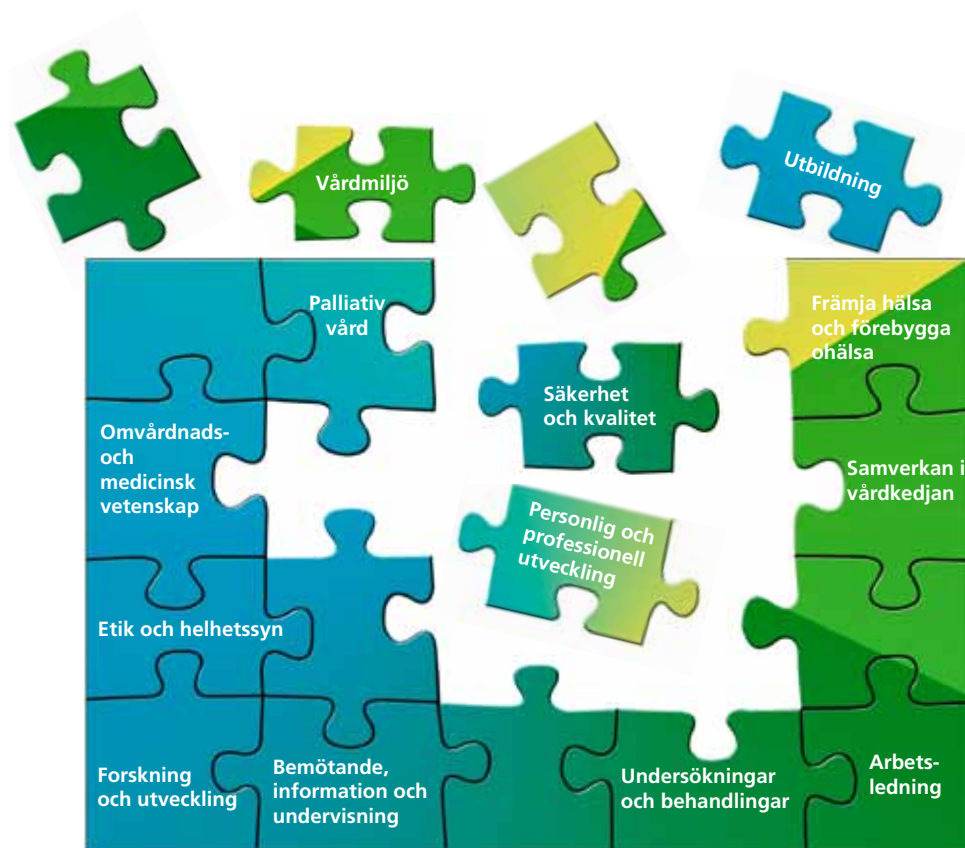 Vårdmiljö
Utbildning
Palliativ
vård
Främja hälsa
och förebygga
ohälsa
Säkerhet
och kvalitet
Omvårdnads-
och
medicinsk
vetenskap
Samverkan i
vårdkedjan
Personlig och
professionell
utveckling
Etik och helhetssyn
Forskning
och utveckling
Bemötande,
information och
undervisning
Undersökningar
och behandlingar
Arbets-
ledning